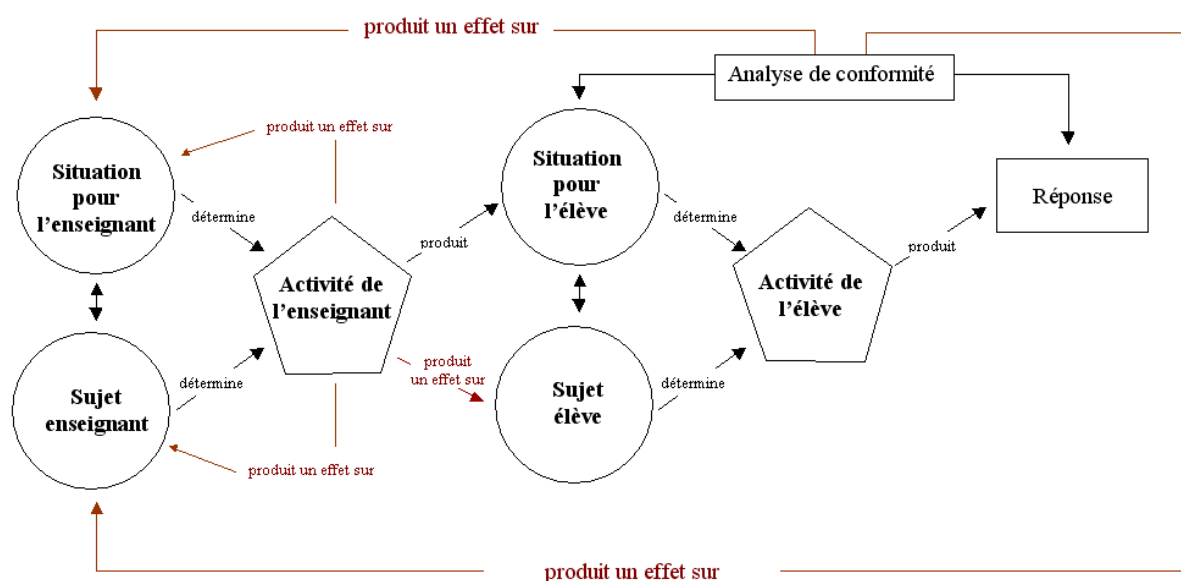 produit un effet sur
Analyse de conformité
produit un effet sur
Situation
pour
l’enseignant
Situation
pour
l’élève
Réponse
détermine
détermine
produit
produit
Activité de
l’enseignant
Activité de
l’élève
produit
un effet sur
Sujet
enseignant
détermine
Sujet
élève
détermine
produit un effet sur
produit un effet sur